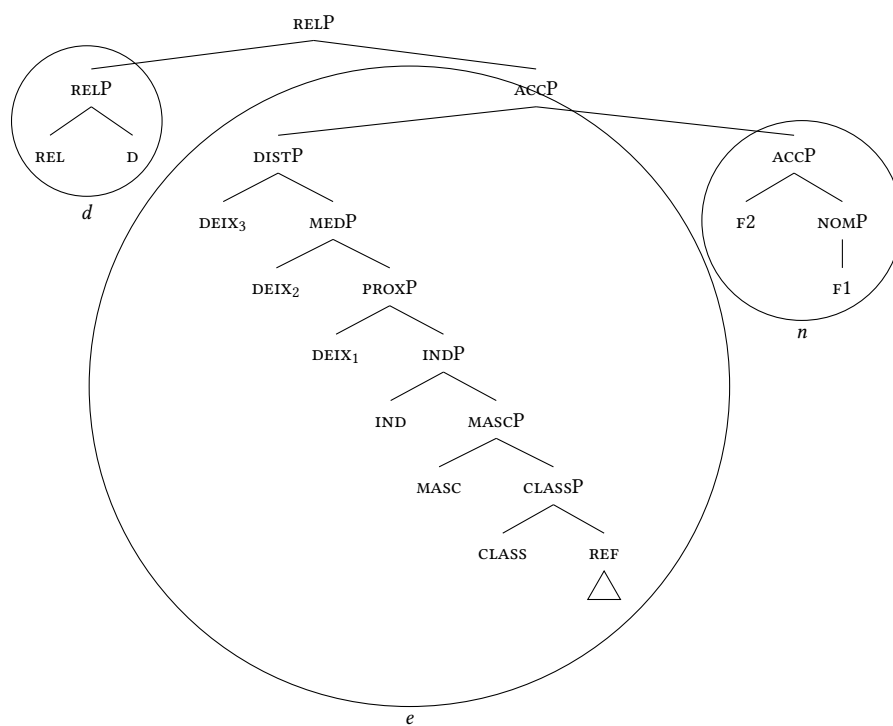 RELP
RELP ACCP
REL D DISTP ACCP
d DEIX₃ MEDP F2 NOMP
DEIX₂ PROXP F1
DEIX₁ INDP n
IND MASCP
MASC CLASSP
CLASS REF
e